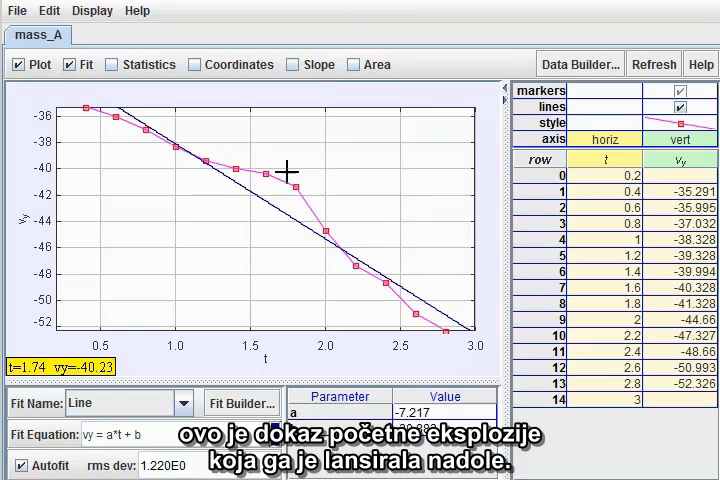 File Edit Display Help
mass_A
Plot Fit Statistics Coordinates Slope Area Data Builder... Refresh Help
-36
-38
-40
-42
-44
-46
-48
-50
-52
vy
0.5 1.0 1.5 2.0 2.5 3.0
t
t=1.74 vy=-40.23
markers
lines
style
axis horiz vert
row t vy
0 0.2
1 0.4 -35.291
2 0.6 -35.995
3 0.8 -37.032
4 1 -38.328
5 1.2 -39.328
6 1.4 -39.994
7 1.6 -40.328
8 1.8 -41.328
9 2 -44.66
10 2.2 -47.327
11 2.4 -48.66
12 2.6 -50.993
13 2.8 -52.326
14 3
Fit Name: Line Fit Builder...
Fit Equation: vy = a*t + b
Autofit rms dev: 1.220E0
Parameter Value
a -7.217
ovo je dokaz početne eksplozije
koja ga je lansirala nadole.